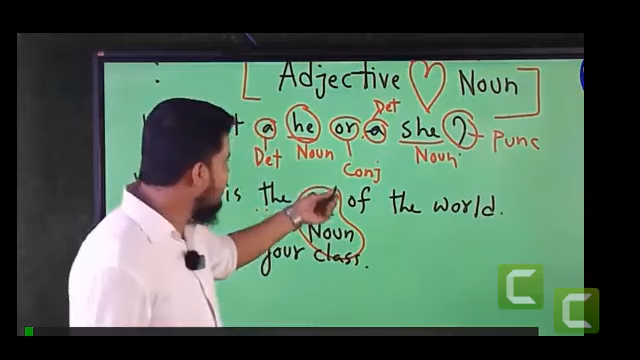 [ Adjective ♡ Noun ]
Det
a he or a she ? Punc
Det Noun Conj Noun
is the of the world.
Noun
your class.